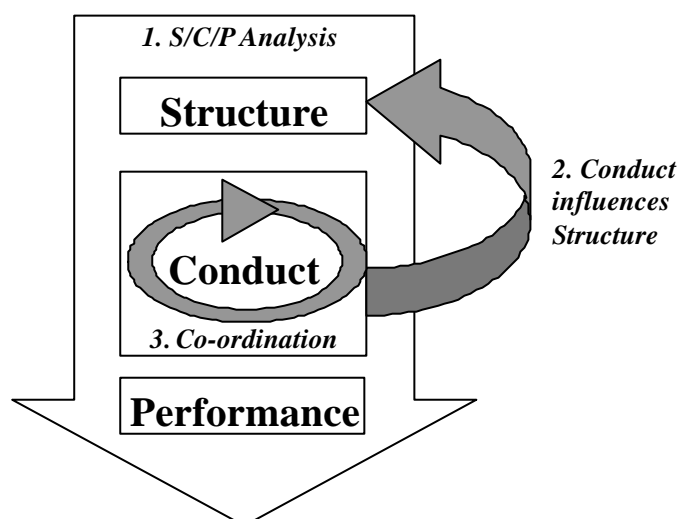 1. S/C/P Analysis
Structure
2. Conduct
influences
Structure
Conduct
3. Co-ordination
Performance